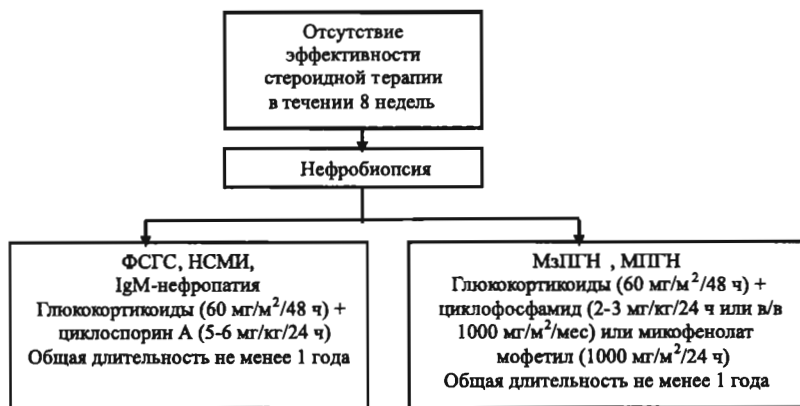 Отсутствие
эффективности
стероидной терапии
в течении 8 недель
Нефробиопсия
ФСГС, НСМИ,
IgM-нефропатия
Глюкокортикоиды (60 мг/м²/48 ч) +
циклоспорин А (5-6 мг/кг/24 ч)
Общая длительность не менее 1 года
МзПГН , МПГН
Глюкокортикоиды (60 мг/м²/48 ч) +
циклофосфамид (2-3 мг/кг/24 ч или в/в
1000 мг/м²/мес) или микофенолат
мофетил (1000 мг/м²/24 ч)
Общая длительность не менее 1 года